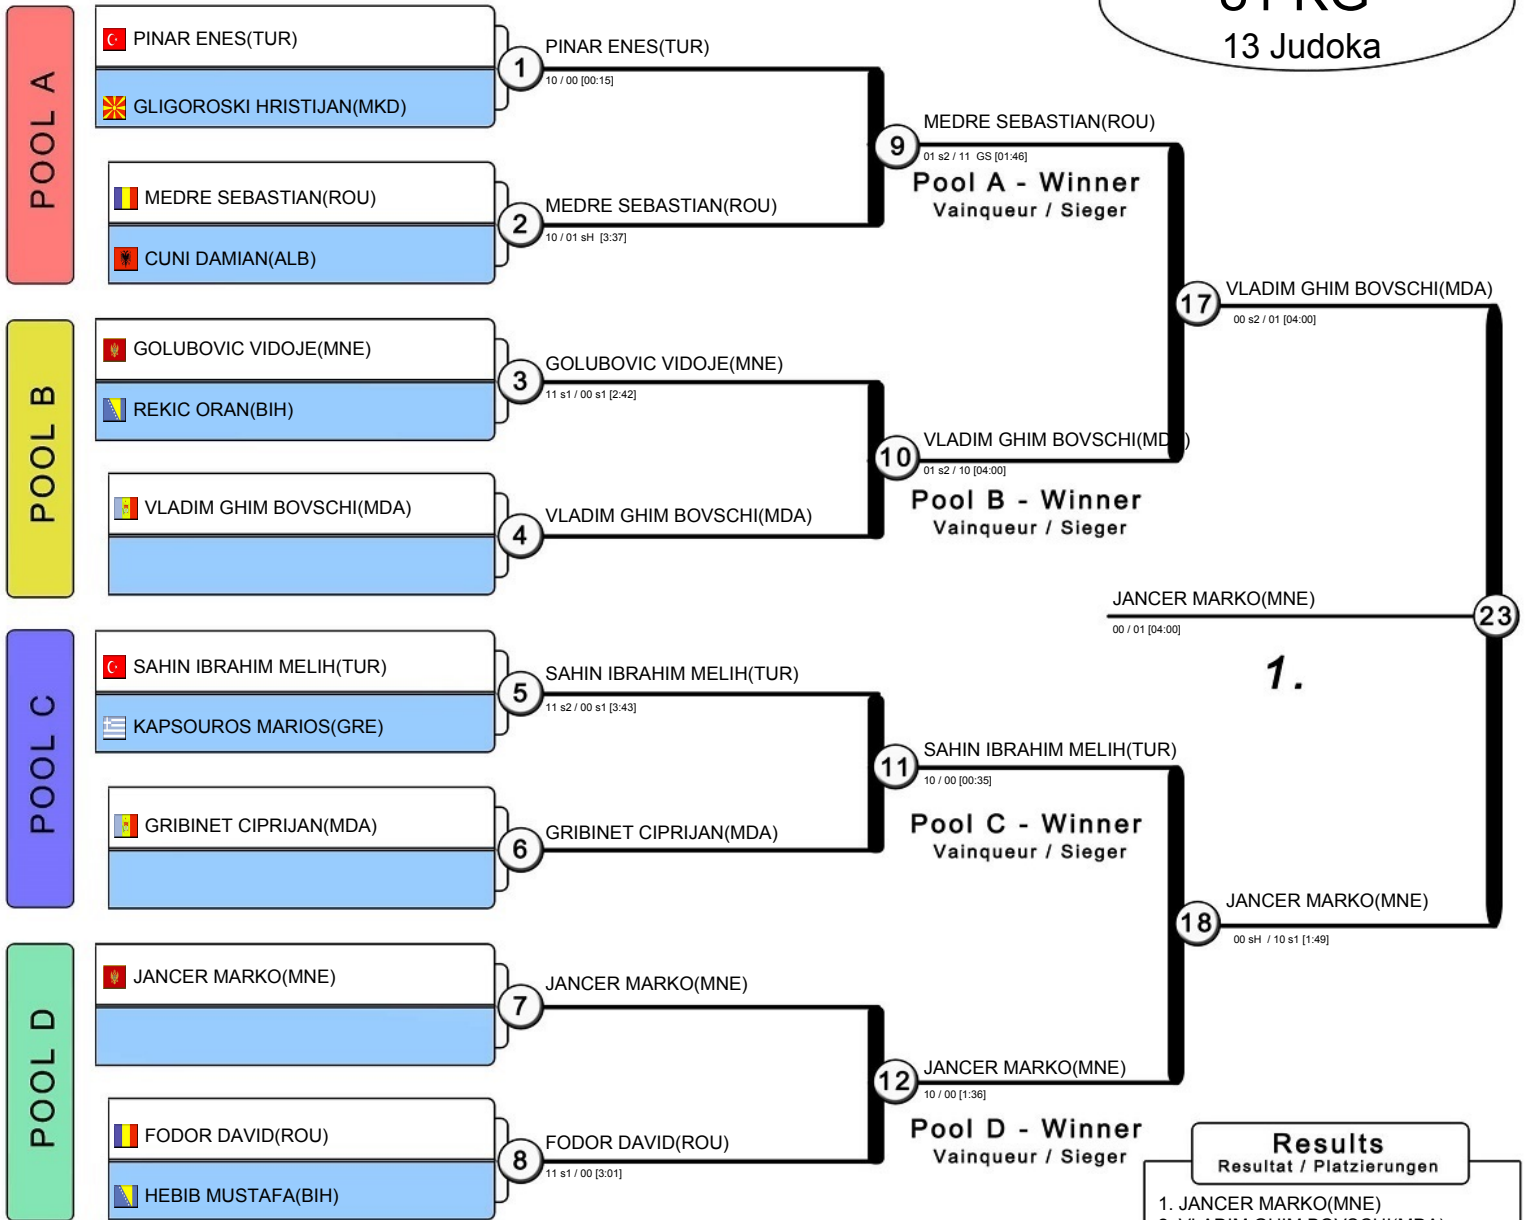 13 Judoka
POOL A
PINAR ENES(TUR)
GLIGOROSKI HRISTIJAN(MKD)
1
PINAR ENES(TUR)
10 / 00 [00:15]
MEDRE SEBASTIAN(ROU)
CUNI DAMIAN(ALB)
2
MEDRE SEBASTIAN(ROU)
10 / 01 sH [3:37]
9
MEDRE SEBASTIAN(ROU)
01 s2 / 11 GS [01:46]
Pool A - Winner
Vainqueur / Sieger
POOL B
GOLUBOVIC VIDOJE(MNE)
REKIC ORAN(BIH)
3
GOLUBOVIC VIDOJE(MNE)
11 s1 / 00 s1 [2:42]
VLADIM GHIM BOVSCHI(MDA)
4
VLADIM GHIM BOVSCHI(MDA)
10
VLADIM GHIM BOVSCHI(MDA)
01 s2 / 10 [04:00]
Pool B - Winner
Vainqueur / Sieger
17
VLADIM GHIM BOVSCHI(MDA)
00 s2 / 01 [04:00]
JANCER MARKO(MNE)
00 / 01 [04:00]
23
1.
POOL C
SAHIN IBRAHIM MELIH(TUR)
KAPSOUROS MARIOS(GRE)
5
SAHIN IBRAHIM MELIH(TUR)
11 s2 / 00 s1 [3:43]
GRIBINET CIPRIJAN(MDA)
6
GRIBINET CIPRIJAN(MDA)
11
SAHIN IBRAHIM MELIH(TUR)
10 / 00 [00:35]
Pool C - Winner
Vainqueur / Sieger
18
JANCER MARKO(MNE)
00 sH / 10 s1 [1:49]
POOL D
JANCER MARKO(MNE)
7
JANCER MARKO(MNE)
FODOR DAVID(ROU)
HEBIB MUSTAFA(BIH)
8
FODOR DAVID(ROU)
11 s1 / 00 [3:01]
12
JANCER MARKO(MNE)
10 / 00 [1:36]
Pool D - Winner
Vainqueur / Sieger
Results
Resultat / Platzierungen
1. JANCER MARKO(MNE)